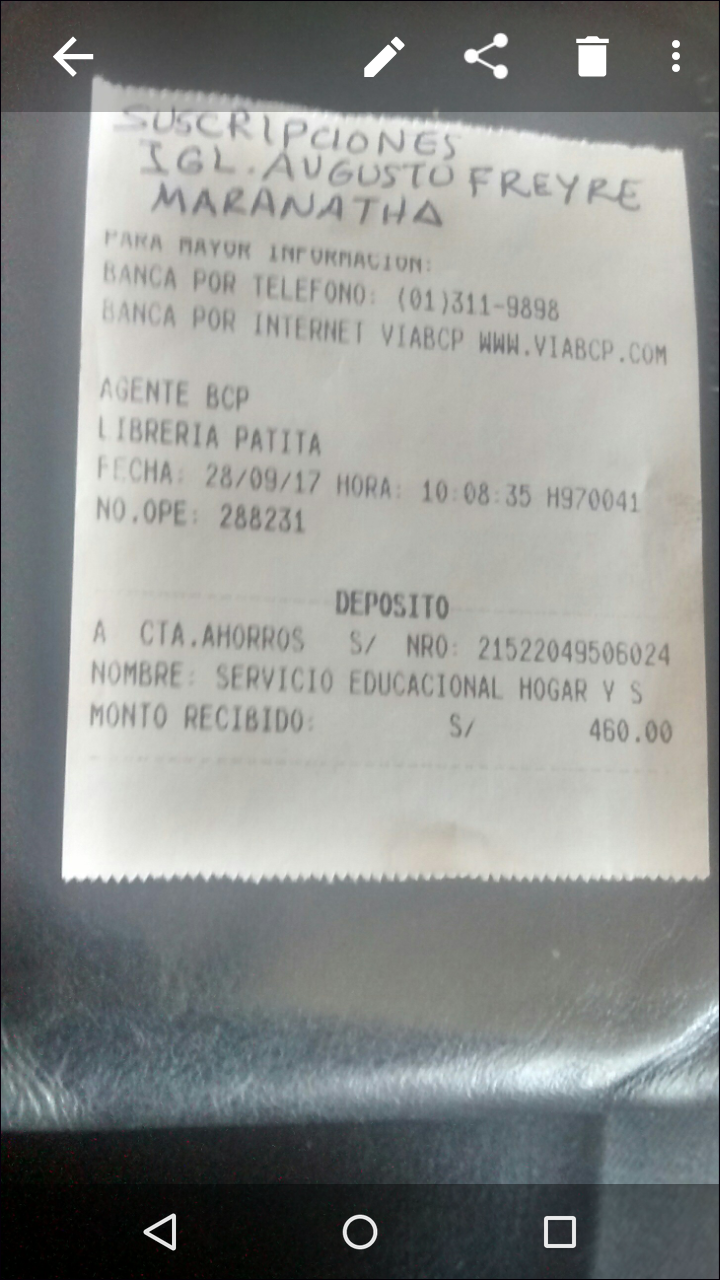 SUSCRIPCIONES
IGL. AUGUSTO FREYRE
MARANATHA
PARA MAYOR INFORMACION:
BANCA POR TELEFONO: (01)311-9898
BANCA POR INTERNET VIABCP WWW.VIABCP.COM
AGENTE BCP
LIBRERIA PATITA
FECHA: 28/09/17 HORA: 10:08:35 H970041
NO.OPE: 288231
DEPOSITO
A CTA.AHORROS S/ NRO: 21522049506024
NOMBRE: SERVICIO EDUCACIONAL HOGAR Y S
MONTO RECIBIDO: S/ 460.00